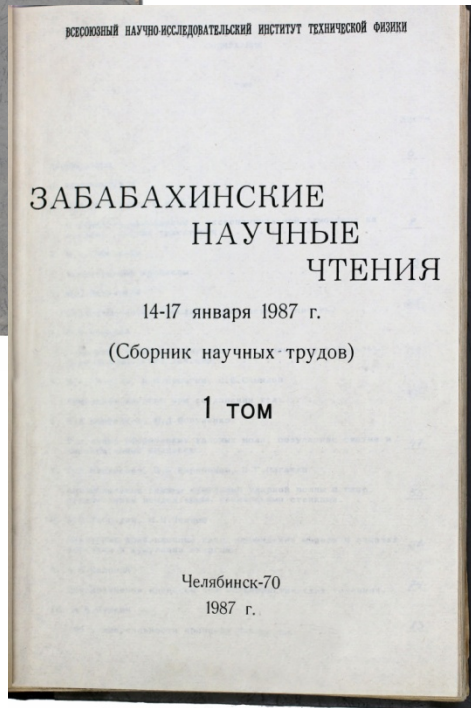 ВСЕСОЮЗНЫЙ НАУЧНО-ИССЛЕДОВАТЕЛЬСКИЙ ИНСТИТУТ ТЕХНИЧЕСКОЙ ФИЗИКИ
ЗАБАБАХИНСКИЕ
НАУЧНЫЕ
ЧТЕНИЯ
14-17 января 1987 г.
(Сборник научных трудов)
1 том
Челябинск-70
1987 г.